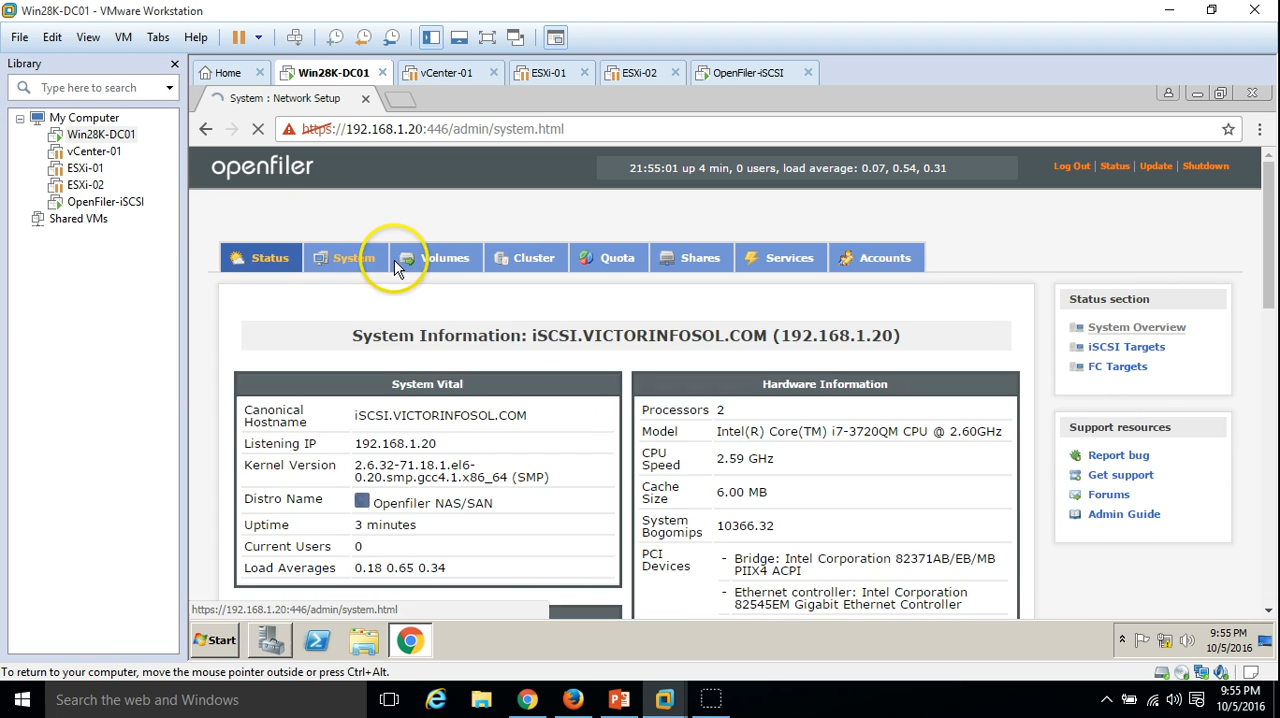 Win28K-DC01 - VMware Workstation
File Edit View VM Tabs Help
Library
Home Win28K-DC01 vCenter-01 ESXi-01 ESXi-02 OpenFiler-iSCSI
Type here to search
System : Network Setup
My Computer
Win28K-DC01
vCenter-01
ESXi-01
ESXi-02
OpenFiler-iSCSI
Shared VMs
https://192.168.1.20:446/admin/system.html
openfiler
21:55:01 up 4 min, 0 users, load average: 0.07, 0.54, 0.31
Log Out | Status | Update | Shutdown
Status System Volumes Cluster Quota Shares Services Accounts
System Information: iSCSI.VICTORINFOSOL.COM (192.168.1.20)
System Vital
Canonical Hostname iSCSI.VICTORINFOSOL.COM
Listening IP 192.168.1.20
Kernel Version 2.6.32-71.18.1.el6-
0.20.smp.gcc4.1.x86_64 (SMP)
Distro Name Openfiler NAS/SAN
Uptime 3 minutes
Current Users 0
Load Averages 0.18 0.65 0.34
Hardware Information
Processors 2
Model Intel(R) Core(TM) i7-3720QM CPU @ 2.60GHz
CPU Speed 2.59 GHz
Cache Size 6.00 MB
System Bogomips 10366.32
PCI Devices - Bridge: Intel Corporation 82371AB/EB/MB
PIIX4 ACPI
- Ethernet controller: Intel Corporation
82545EM Gigabit Ethernet Controller
Status section
System Overview
iSCSI Targets
FC Targets
Support resources
Report bug
Get support
Forums
Admin Guide
https://192.168.1.20:446/admin/system.html
Start
9:55 PM
10/5/2016
To return to your computer, move the mouse pointer outside or press Ctrl+Alt.
Search the web and Windows
9:55 PM
10/5/2016